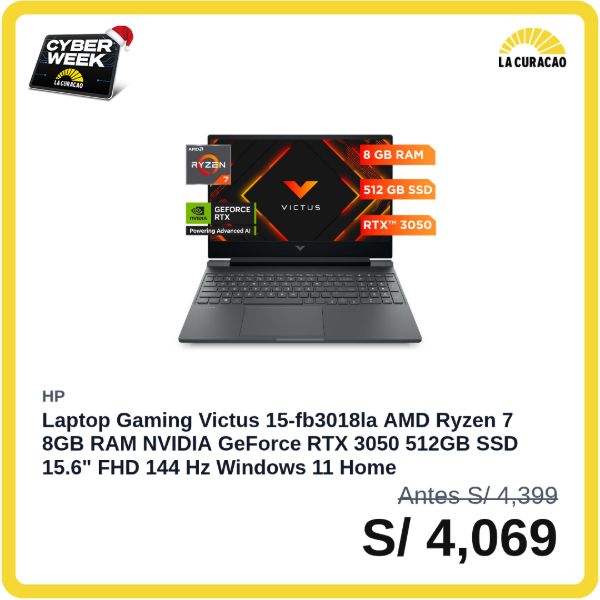 CYBER
WEEK
LA CURACAO
LA CURACAO
AMD
RYZEN
7
8 GB RAM
512 GB SSD
NVIDIA
GEFORCE
RTX
Powering Advanced AI
VICTUS
RTX™ 3050
HP
Laptop Gaming Victus 15-fb3018la AMD Ryzen 7
8GB RAM NVIDIA GeForce RTX 3050 512GB SSD
15.6" FHD 144 Hz Windows 11 Home
Antes S/ 4,399
S/ 4,069